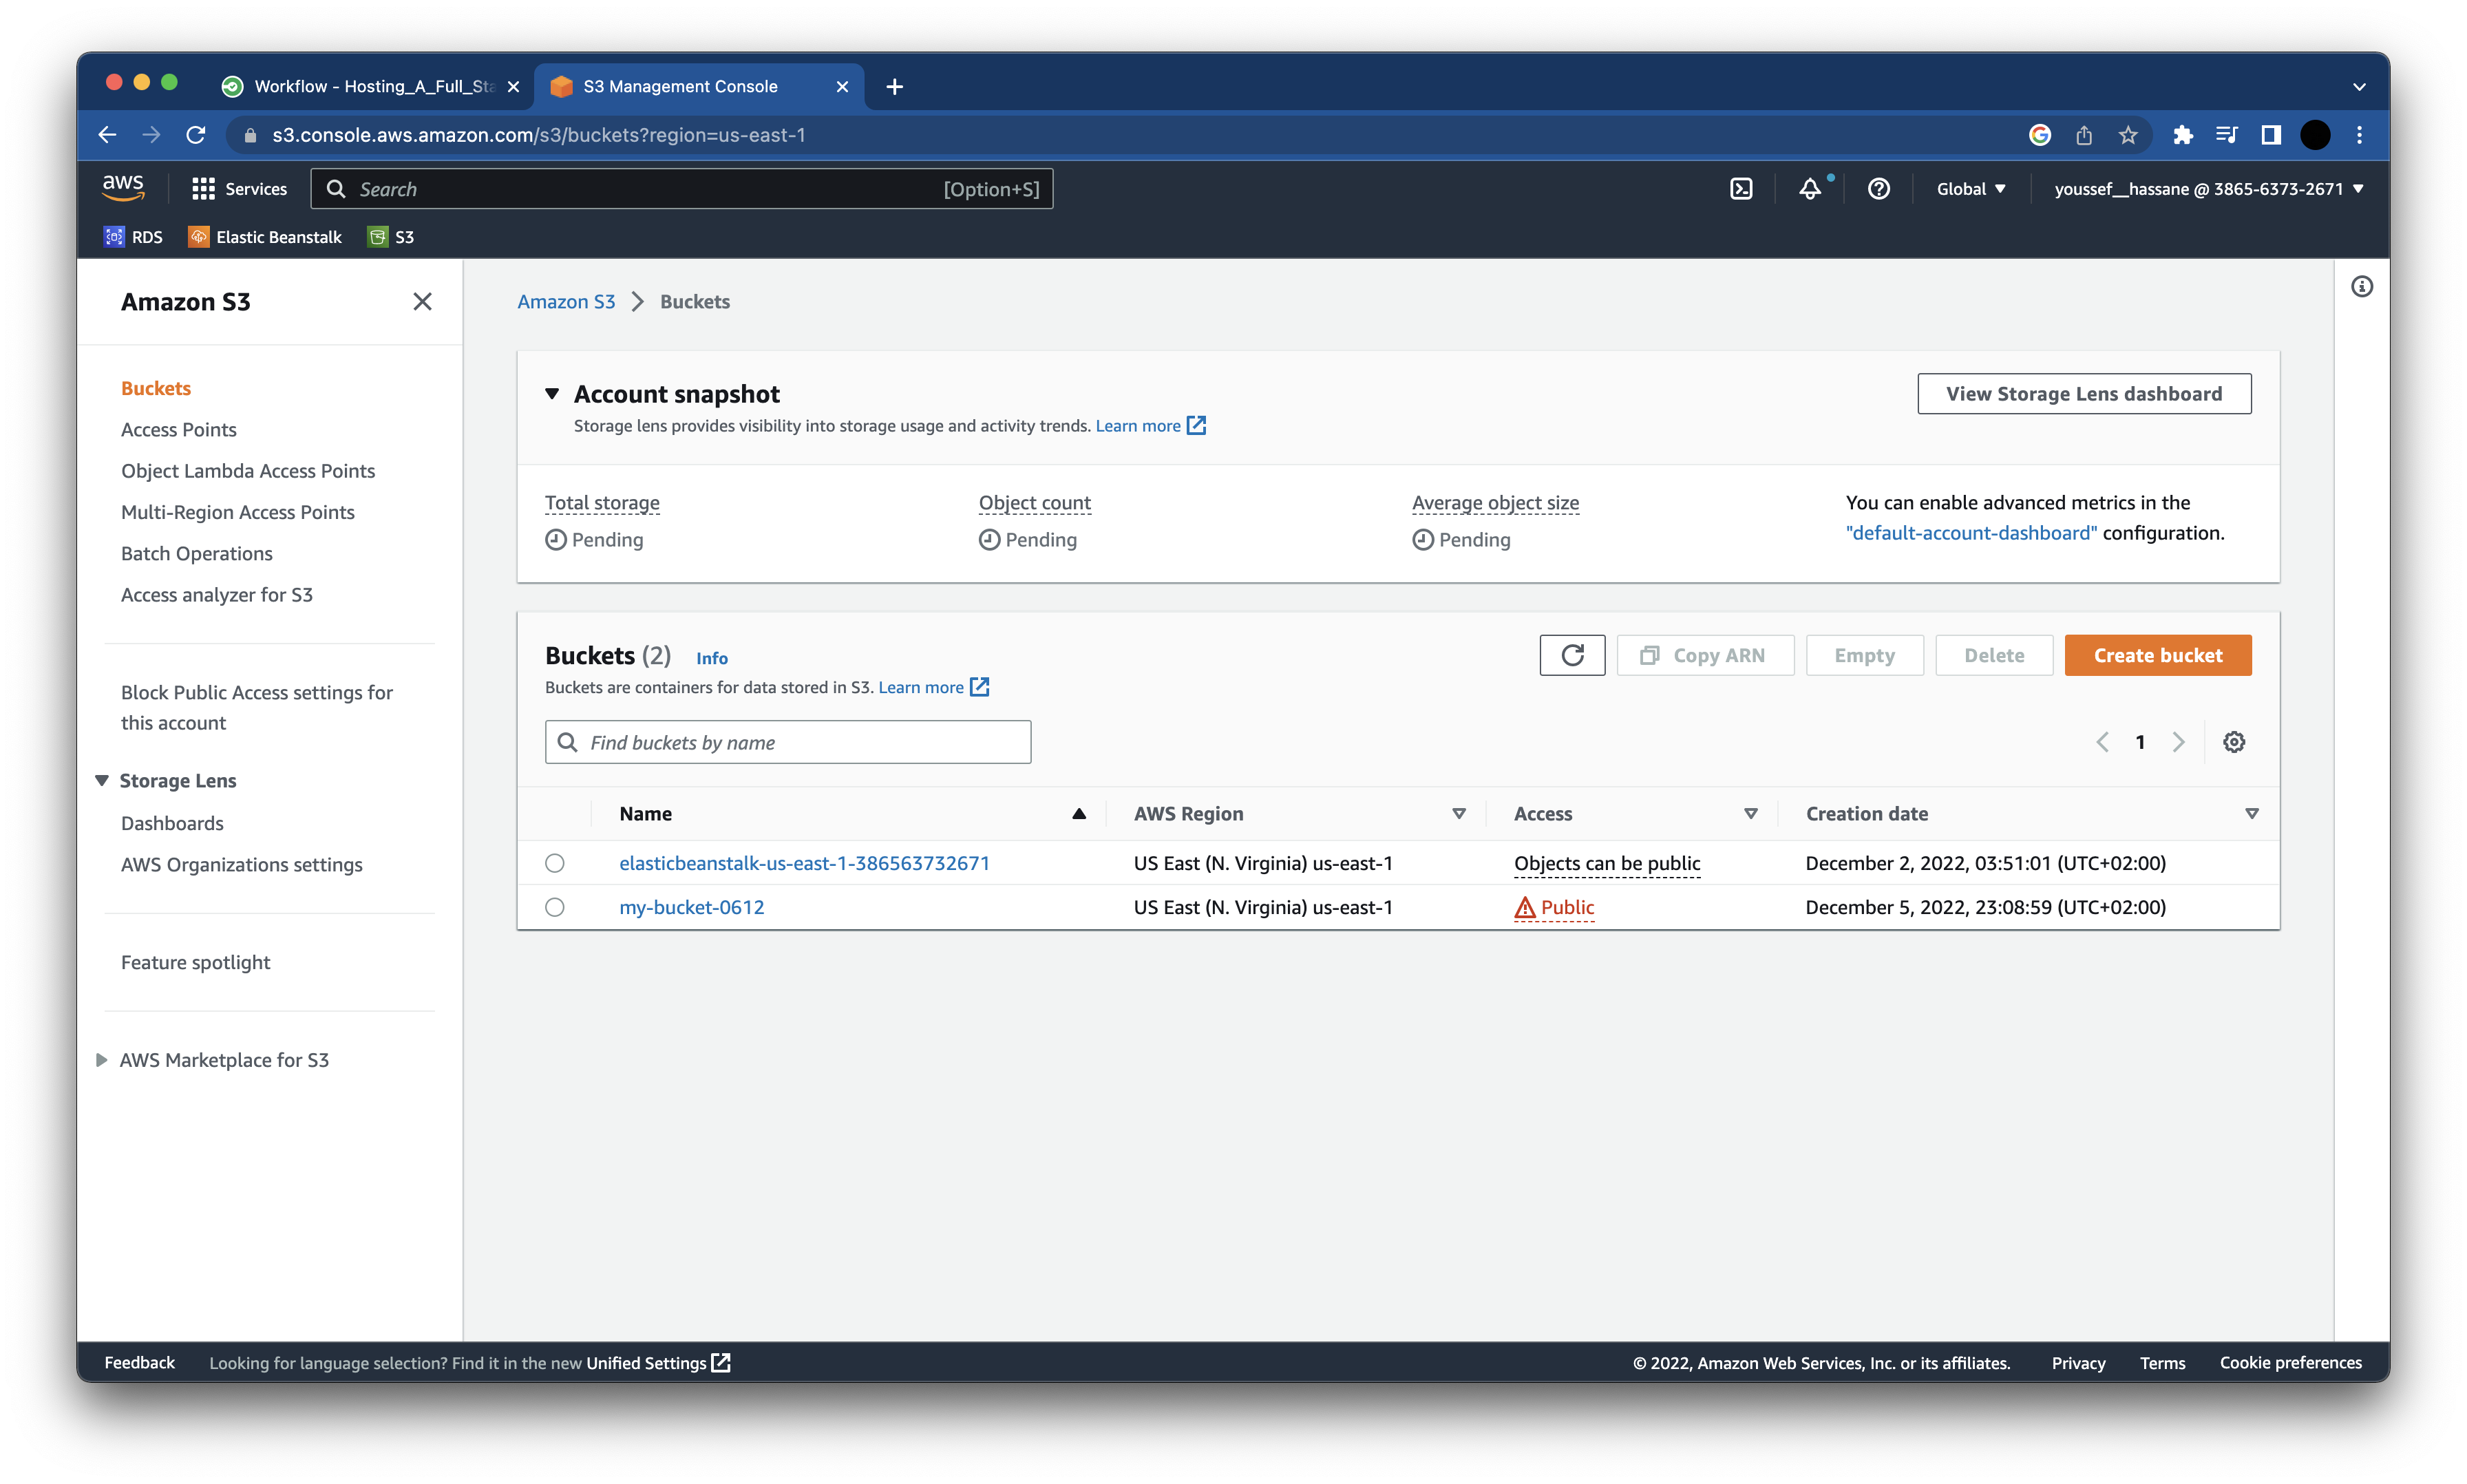 Workflow - Hosting_A_Full_Sta
S3 Management Console
s3.console.aws.amazon.com/s3/buckets?region=us-east-1
aws
Services
Search
[Option+S]
Global
youssef__hassane @ 3865-6373-2671
RDS
Elastic Beanstalk
S3
Amazon S3
Buckets
Access Points
Object Lambda Access Points
Multi-Region Access Points
Batch Operations
Access analyzer for S3
Block Public Access settings for
this account
Storage Lens
Dashboards
AWS Organizations settings
Feature spotlight
AWS Marketplace for S3
Amazon S3 > Buckets
Account snapshot
View Storage Lens dashboard
Storage lens provides visibility into storage usage and activity trends. Learn more
Total storage
Pending
Object count
Pending
Average object size
Pending
You can enable advanced metrics in the
"default-account-dashboard" configuration.
Buckets (2) Info
Buckets are containers for data stored in S3. Learn more
Copy ARN
Empty
Delete
Create bucket
Find buckets by name
1
Name AWS Region Access Creation date
elasticbeanstalk-us-east-1-386563732671 US East (N. Virginia) us-east-1 Objects can be public December 2, 2022, 03:51:01 (UTC+02:00)
my-bucket-0612 US East (N. Virginia) us-east-1 Public December 5, 2022, 23:08:59 (UTC+02:00)
Feedback
Looking for language selection? Find it in the new Unified Settings
© 2022, Amazon Web Services, Inc. or its affiliates.
Privacy
Terms
Cookie preferences